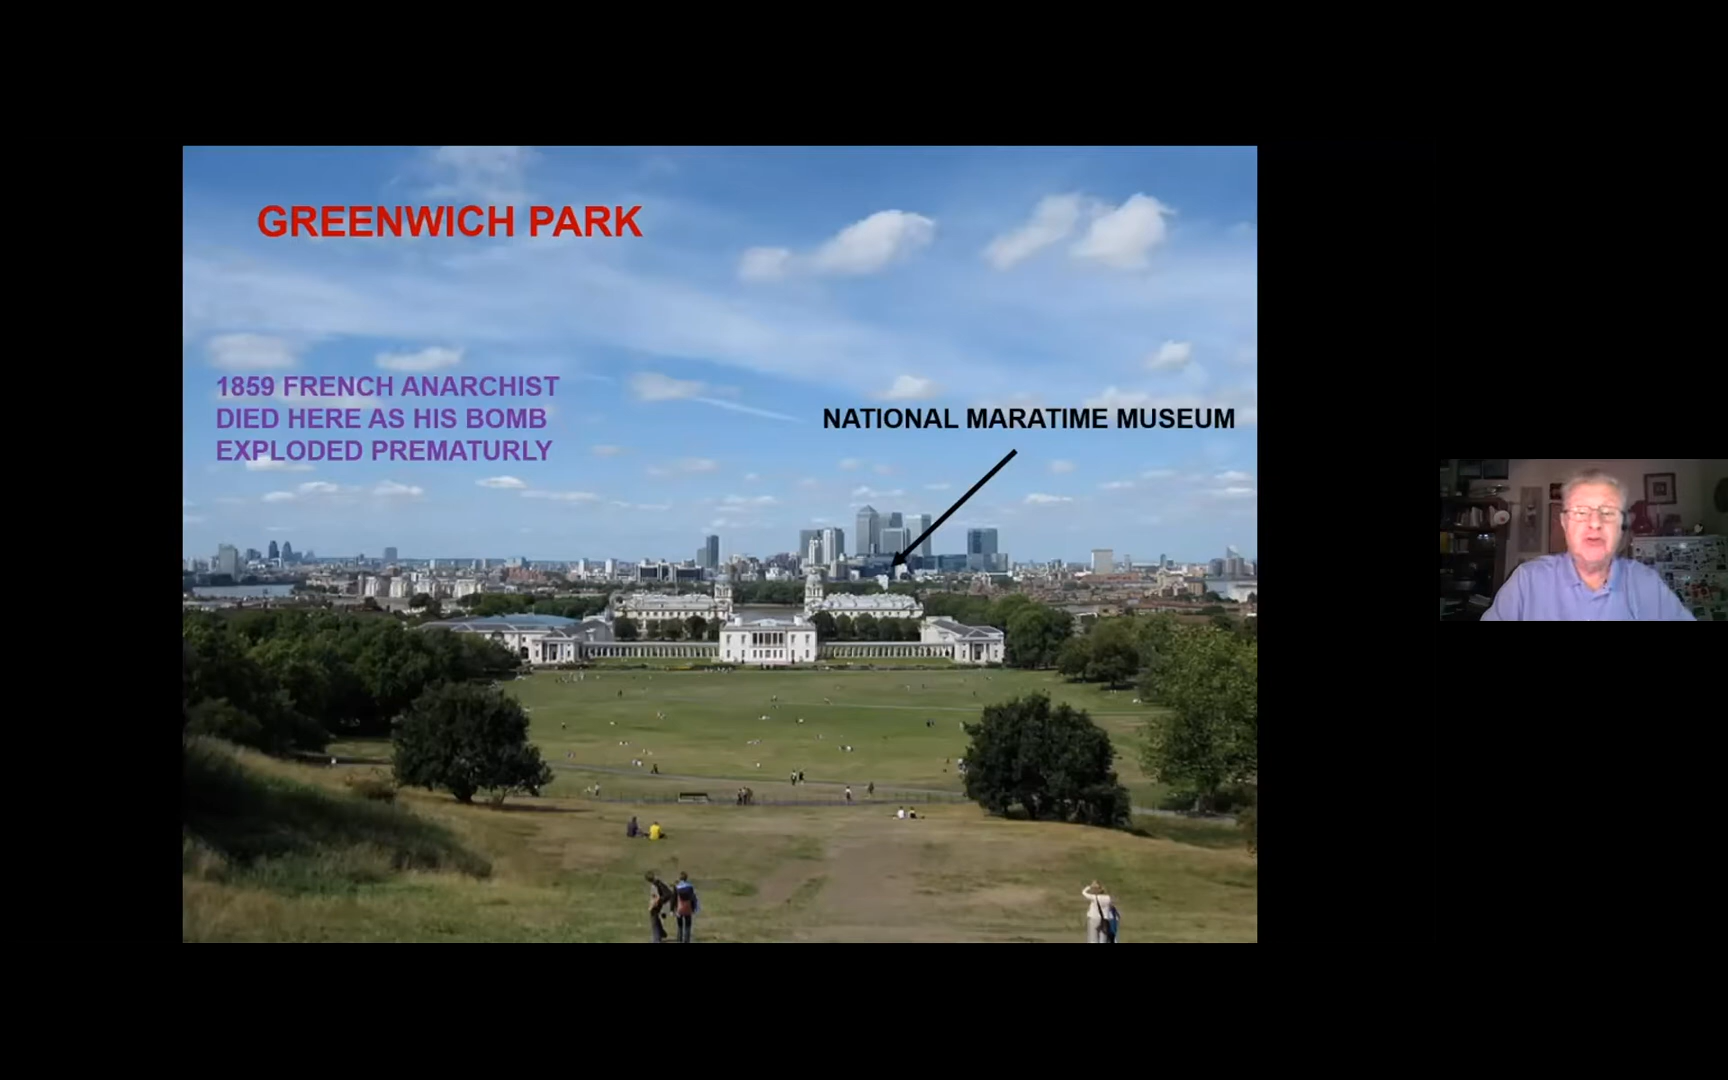 GREENWICH PARK
1859 FRENCH ANARCHIST
DIED HERE AS HIS BOMB
EXPLODED PREMATURLY
NATIONAL MARATIME MUSEUM